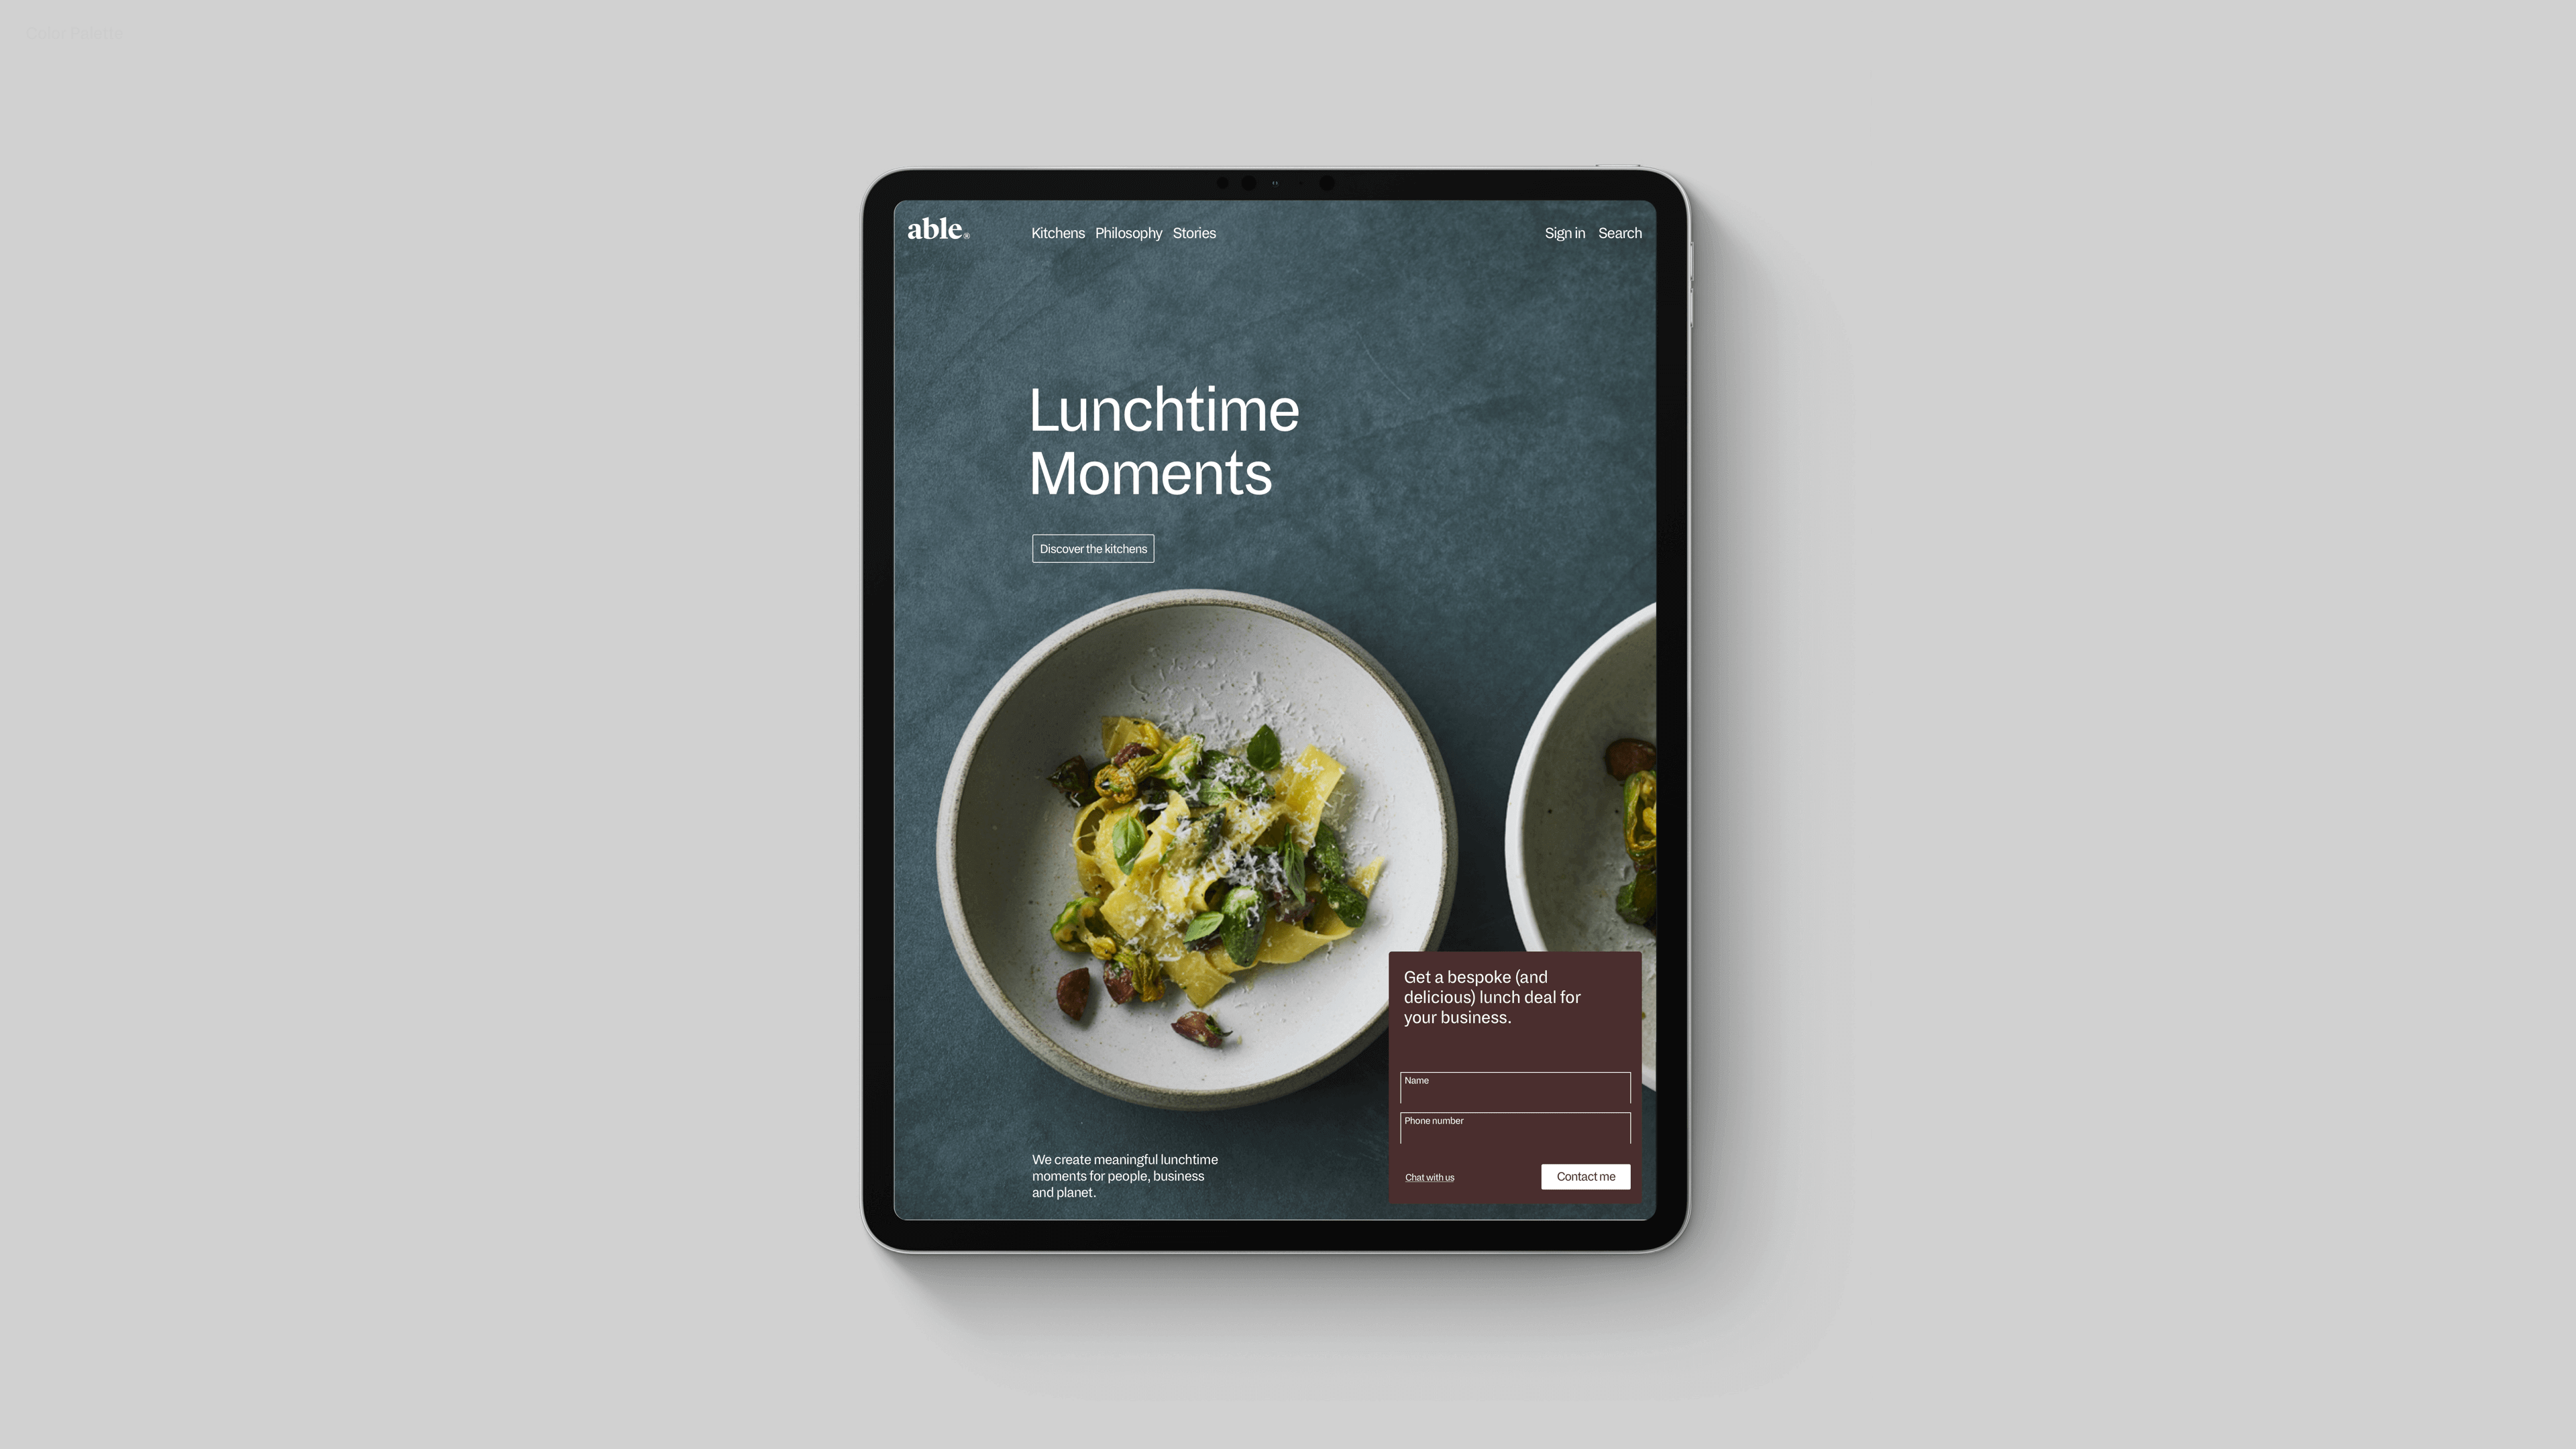 Color Palette
able®
Kitchens Philosophy Stories
Sign in Search
Lunchtime
Moments
Discover the kitchens
We create meaningful lunchtime
moments for people, business
and planet.
Get a bespoke (and
delicious) lunch deal for
your business.
Name
Phone number
Chat with us
Contact me